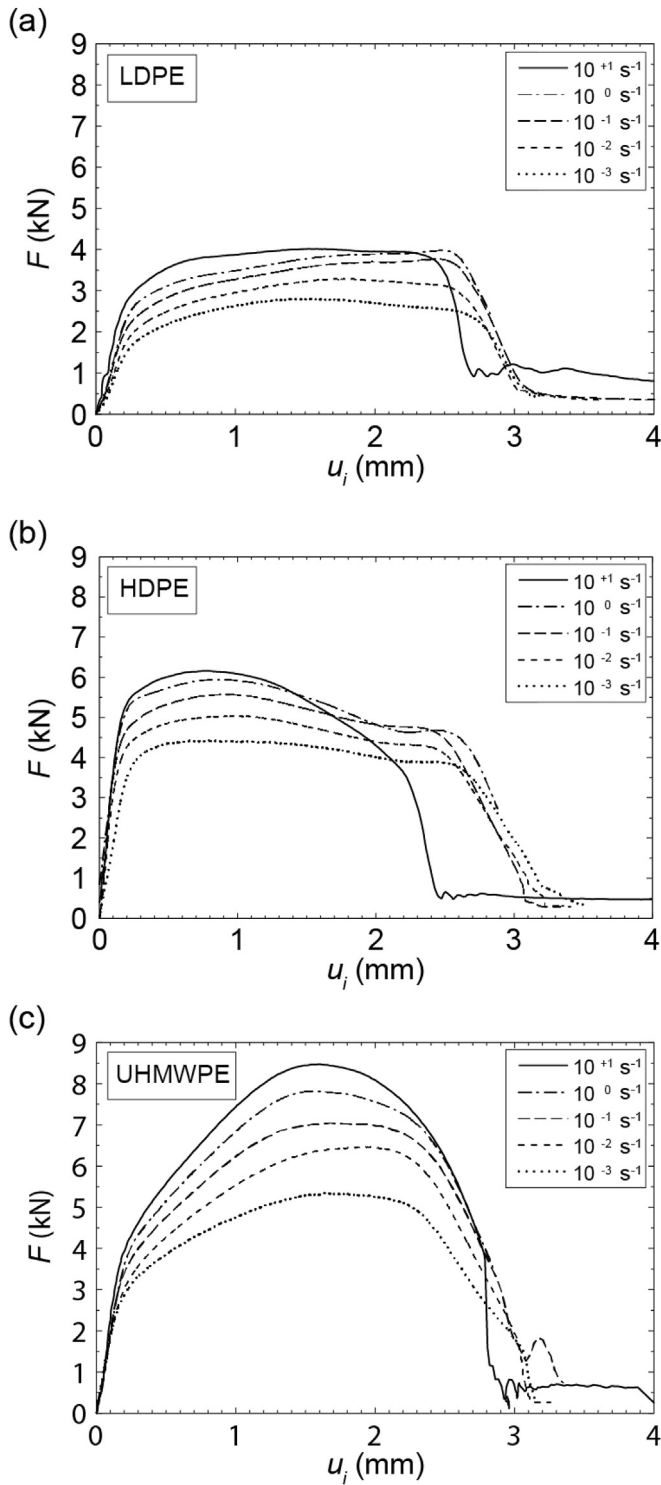 (a)
9
8
7
6
5
4
3
2
1
0
F (kN)
LDPE
10 +1 s-1
10 0 s-1
10 -1 s-1
10 -2 s-1
10 -3 s-1
0 1 2 3 4
ui (mm)
(b)
9
8
7
6
5
4
3
2
1
0
F (kN)
HDPE
10 +1 s-1
10 0 s-1
10 -1 s-1
10 -2 s-1
10 -3 s-1
0 1 2 3 4
ui (mm)
(c)
9
8
7
6
5
4
3
2
1
0
F (kN)
UHMWPE
10 +1 s-1
10 0 s-1
10 -1 s-1
10 -2 s-1
10 -3 s-1
0 1 2 3 4
ui (mm)